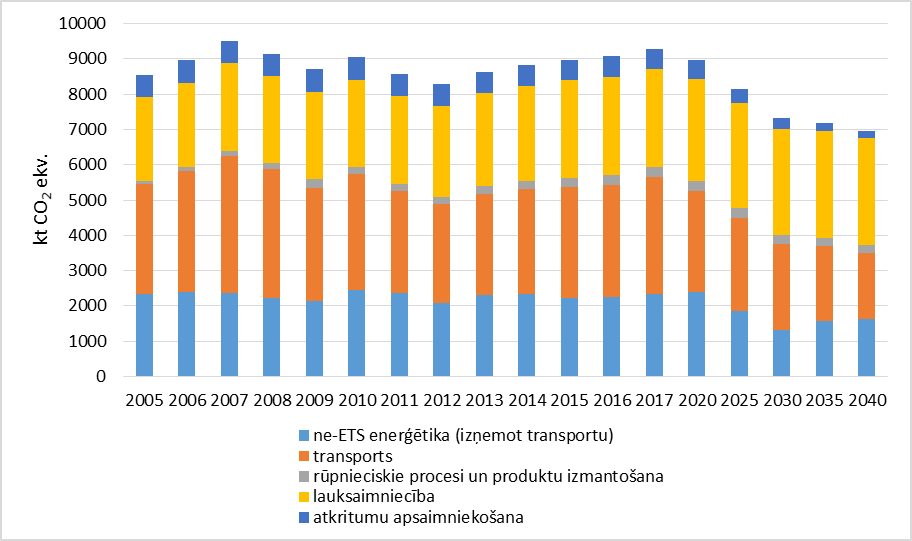 10000
9000
8000
7000
6000
5000
4000
3000
2000
1000
0
kt CO₂ ekv.
2005 2006 2007 2008 2009 2010 2011 2012 2013 2014 2015 2016 2017 2020 2025 2030 2035 2040
ne-ETS enerģētika (izņemot transportu)
transports
rūpnieciskie procesi un produktu izmantošana
lauksaimniecība
atkritumu apsaimniekošana